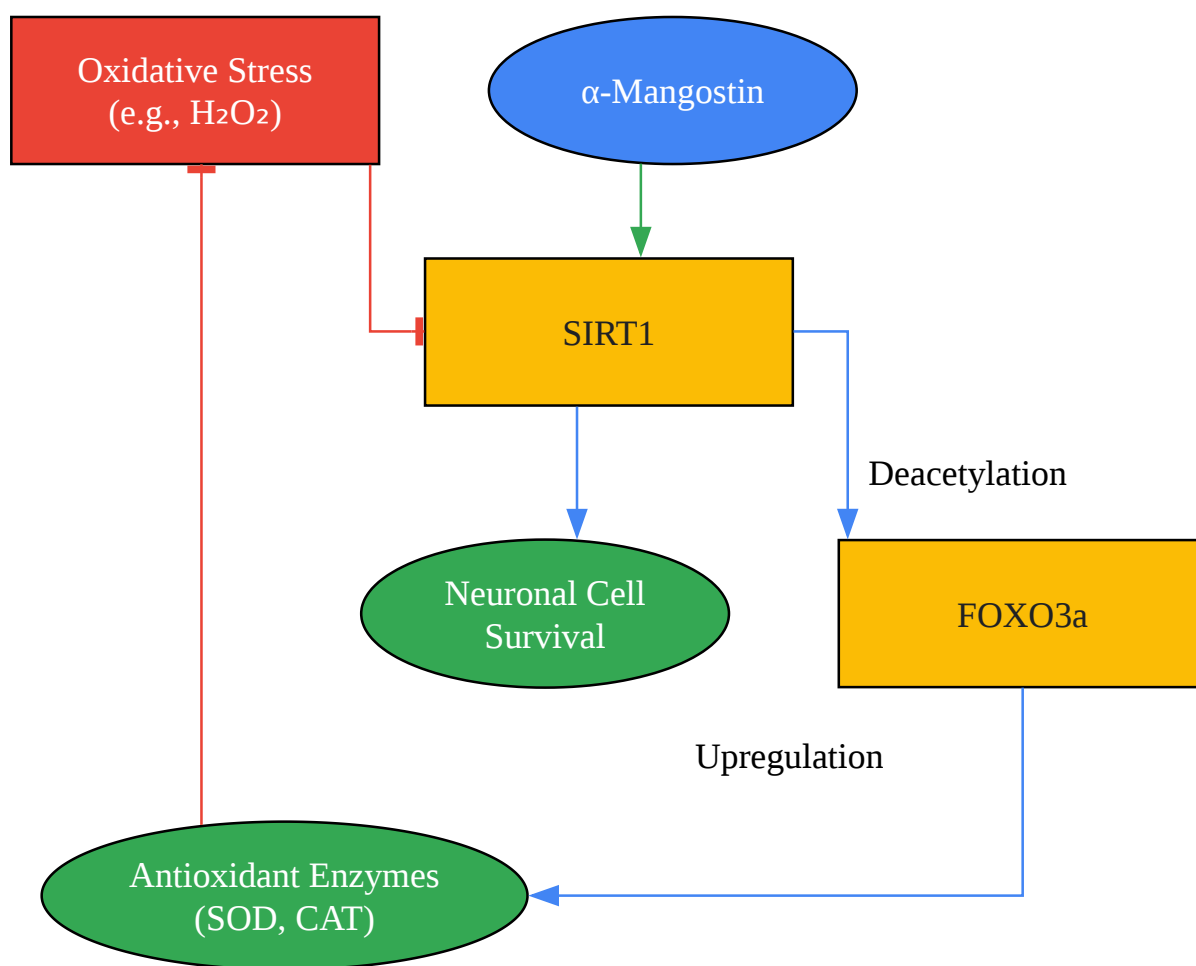 Oxidative Stress
(e.g., H₂O₂)
α-Mangostin
SIRT1
Deacetylation
Neuronal Cell
Survival
FOXO3a
Upregulation
Antioxidant Enzymes
(SOD, CAT)